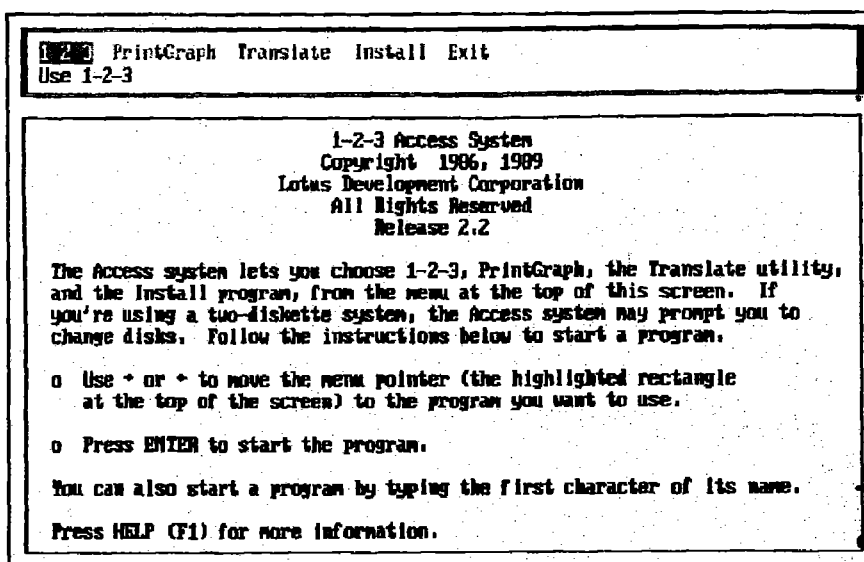 1-2-3 PrintGraph Translate Install Exit
Use 1-2-3
1-2-3 Access System
Copyright 1986, 1989
Lotus Development Corporation
All Rights Reserved
Release 2.2
The Access system lets you choose 1-2-3, PrintGraph, the Translate utility,
and the Install program, from the menu at the top of this screen. If
you're using a two-diskette system, the Access system may prompt you to
change disks. Follow the instructions below to start a program.
o Use → or ← to move the menu pointer (the highlighted rectangle
at the top of the screen) to the program you want to use.
o Press ENTER to start the program.
You can also start a program by typing the first character of its name.
Press HELP (F1) for more information.